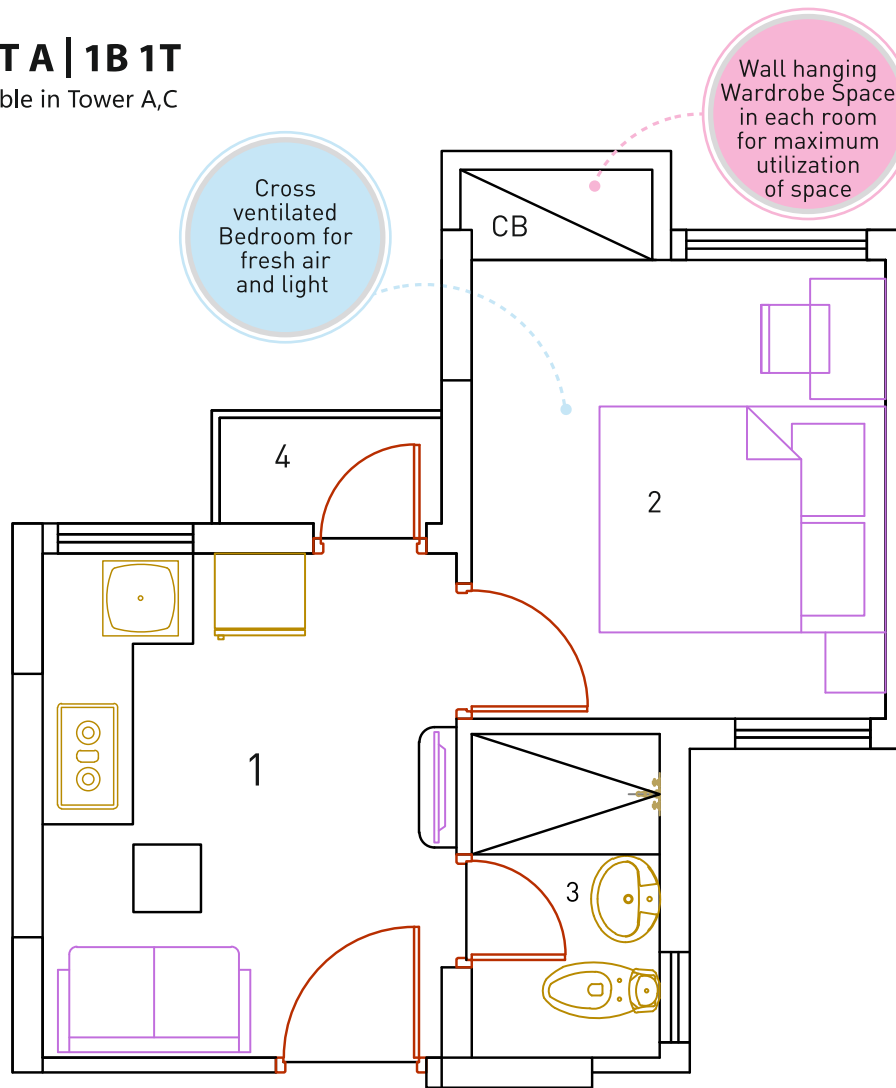 T A | 1B 1T
ble in Tower A,C
Wall hanging
Wardrobe Space
in each room
for maximum
utilization
of space
Cross
ventilated
Bedroom for
fresh air
and light
CB
4
2
1
3